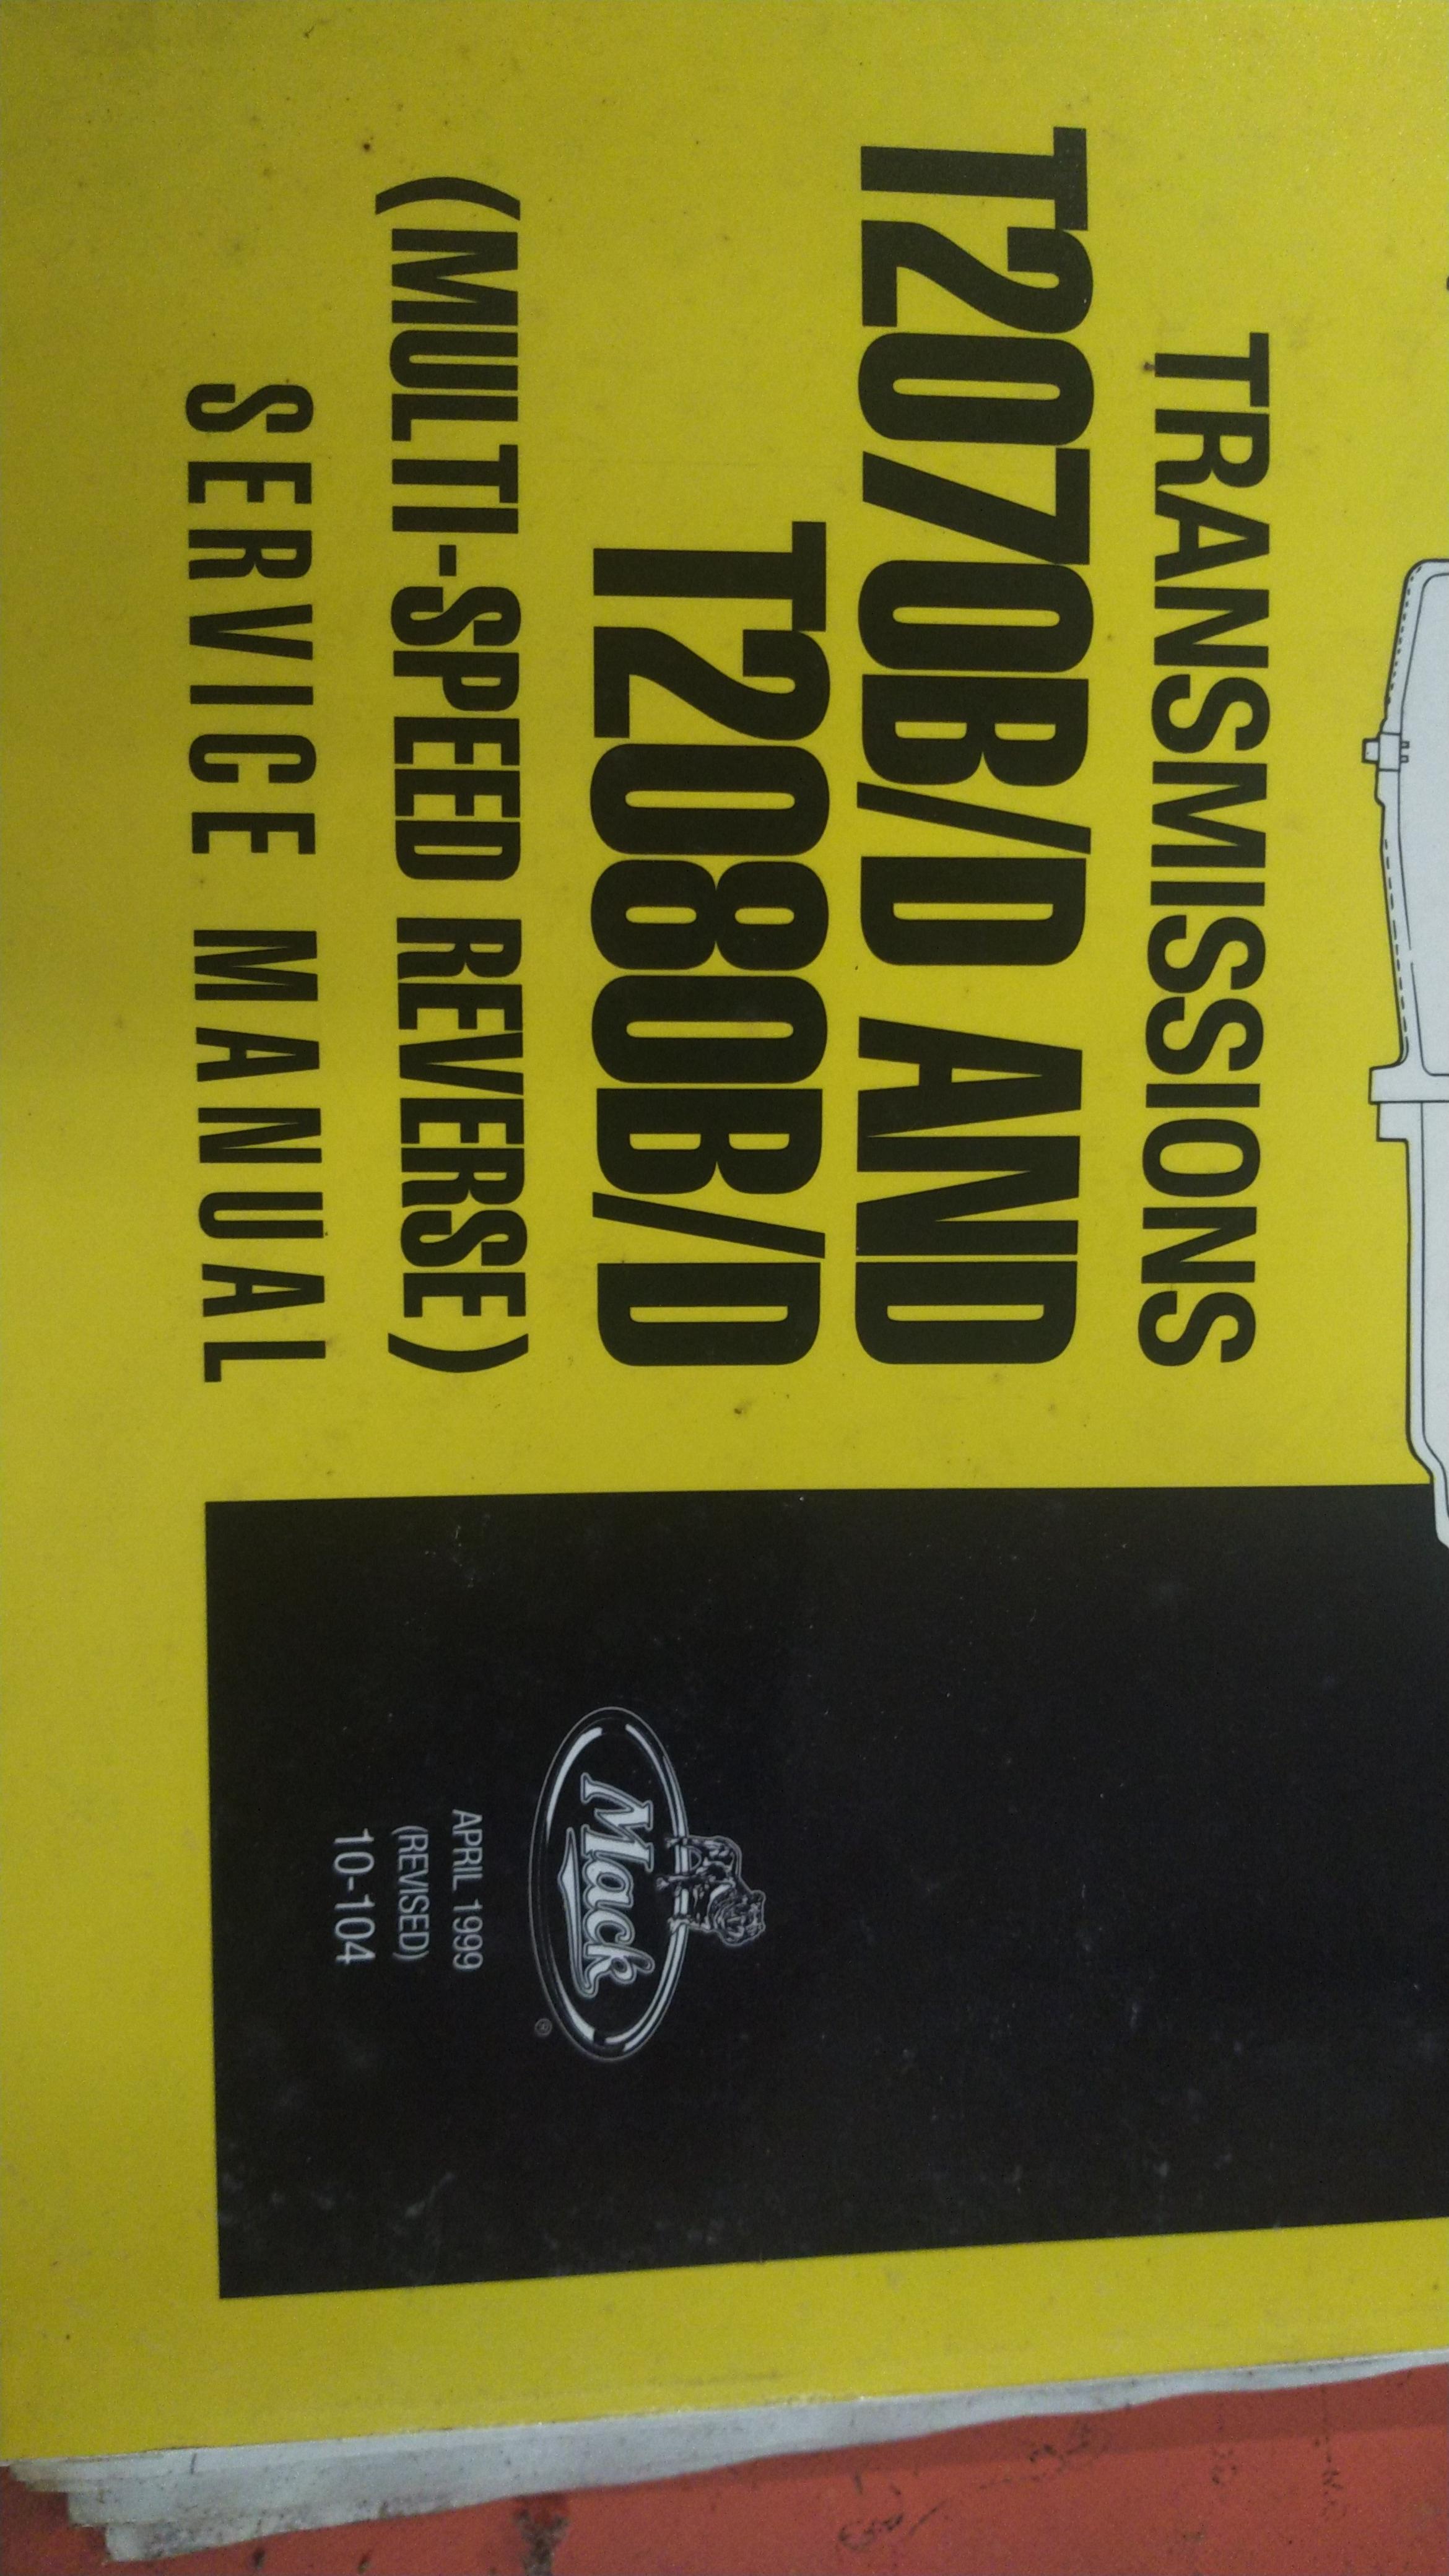 TRANSMISSIONS
T2070B/D AND
T2080B/D
(MULTI-SPEED REVERSE)
SERVICE MANUAL
Mack
®
APRIL 1999
(REVISED)
10-104